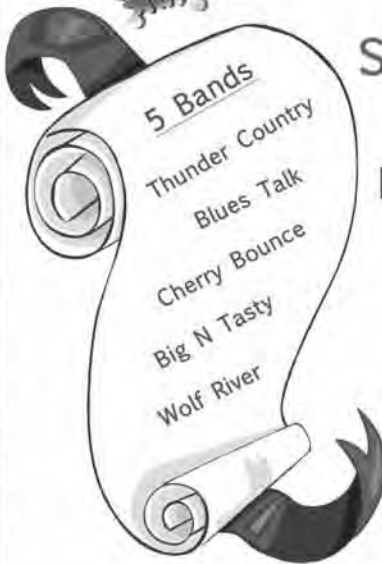 5 Bands
Thunder Country
Blues Talk
Cherry Bounce
Big N Tasty
Wolf River
S